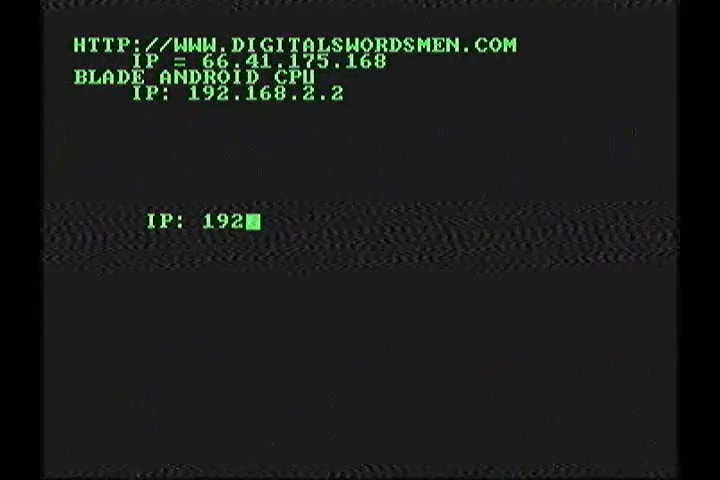 HTTP://WWW.DIGITALSWORDSMEN.COM
IP = 66.41.175.168
BLADE ANDROID CPU
IP: 192.168.2.2
IP: 192